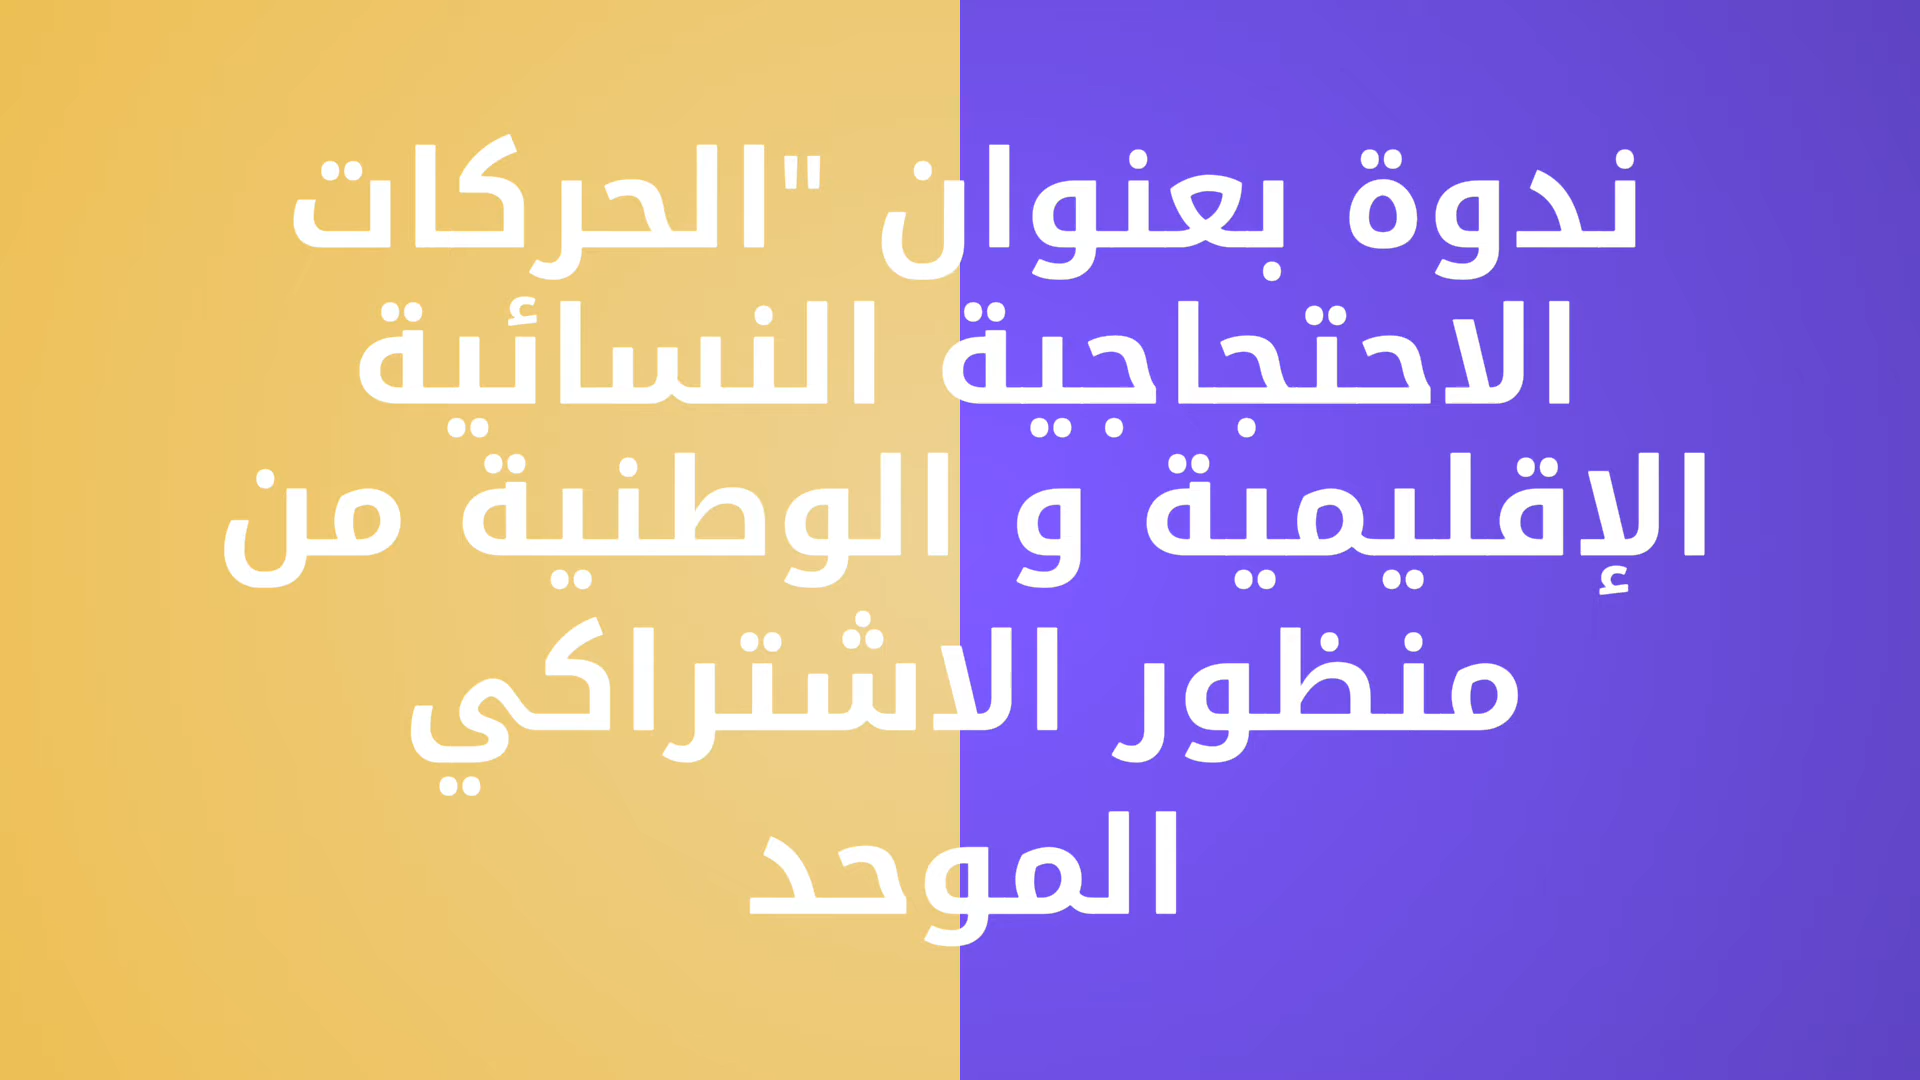 ندوة بعنوان "الحركات
الاحتجاجية النسائية
الإقليمية و الوطنية من
منظور الاشتراكي
الموحد